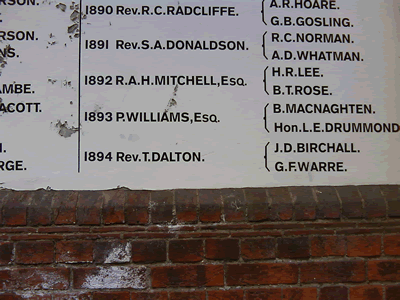 1890 Rev. R.C. RADCLIFFE. A.R. HOARE.
G.B. GOSLING.
1891 Rev. S.A. DONALDSON. R.C. NORMAN.
A.D. WHATMAN.
1892 R.A.H. MITCHELL, Esq. H.R. LEE.
B.T. ROSE.
1893 P. WILLIAMS, Esq. B. MACNAGHTEN.
Hon. L.E. DRUMMOND
1894 Rev. T. DALTON. J.D. BIRCHALL.
G.F. WARRE.